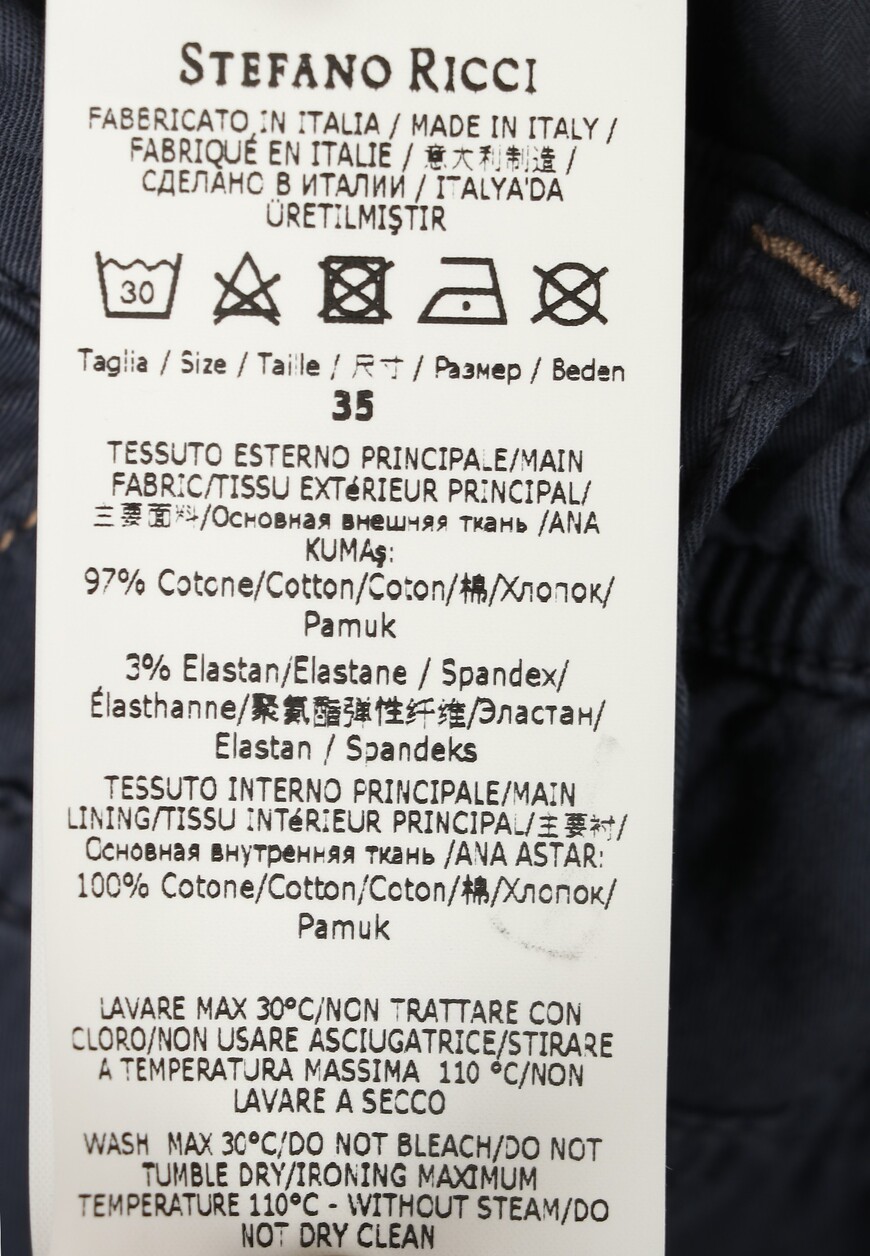 STEFANO RICCI
FABBRICATO IN ITALIA / MADE IN ITALY /
FABRIQUÉ EN ITALIE / 意大利制造 /
СДЕЛАНО В ИТАЛИИ / ITALYA'DA
ÜRETILMIŞTIR
30
Taglia / Size / Taille / 尺寸 / Размер / Beden
35
TESSUTO ESTERNO PRINCIPALE/MAIN
FABRIC/TISSU EXTéRIEUR PRINCIPAL/
主要面料/Основная внешняя ткань /ANA
KUMAş:
97% Cotone/Cotton/Coton/棉/Хлопок/
Pamuk
3% Elastan/Elastane / Spandex/
Élasthanne/聚氨酯弹性纤维/Эластан/
Elastan / Spandeks
TESSUTO INTERNO PRINCIPALE/MAIN
LINING/TISSU INTéRIEUR PRINCIPAL/主要衬/
Основная внутренняя ткань /ANA ASTAR:
100% Cotone/Cotton/Coton/棉/Хлопок/
Pamuk
LAVARE MAX 30°C/NON TRATTARE CON
CLORO/NON USARE ASCIUGATRICE/STIRARE
A TEMPERATURA MASSIMA 110 °C/NON
LAVARE A SECCO
WASH MAX 30°C/DO NOT BLEACH/DO NOT
TUMBLE DRY/IRONING MAXIMUM
TEMPERATURE 110°C - WITHOUT STEAM/DO
NOT DRY CLEAN